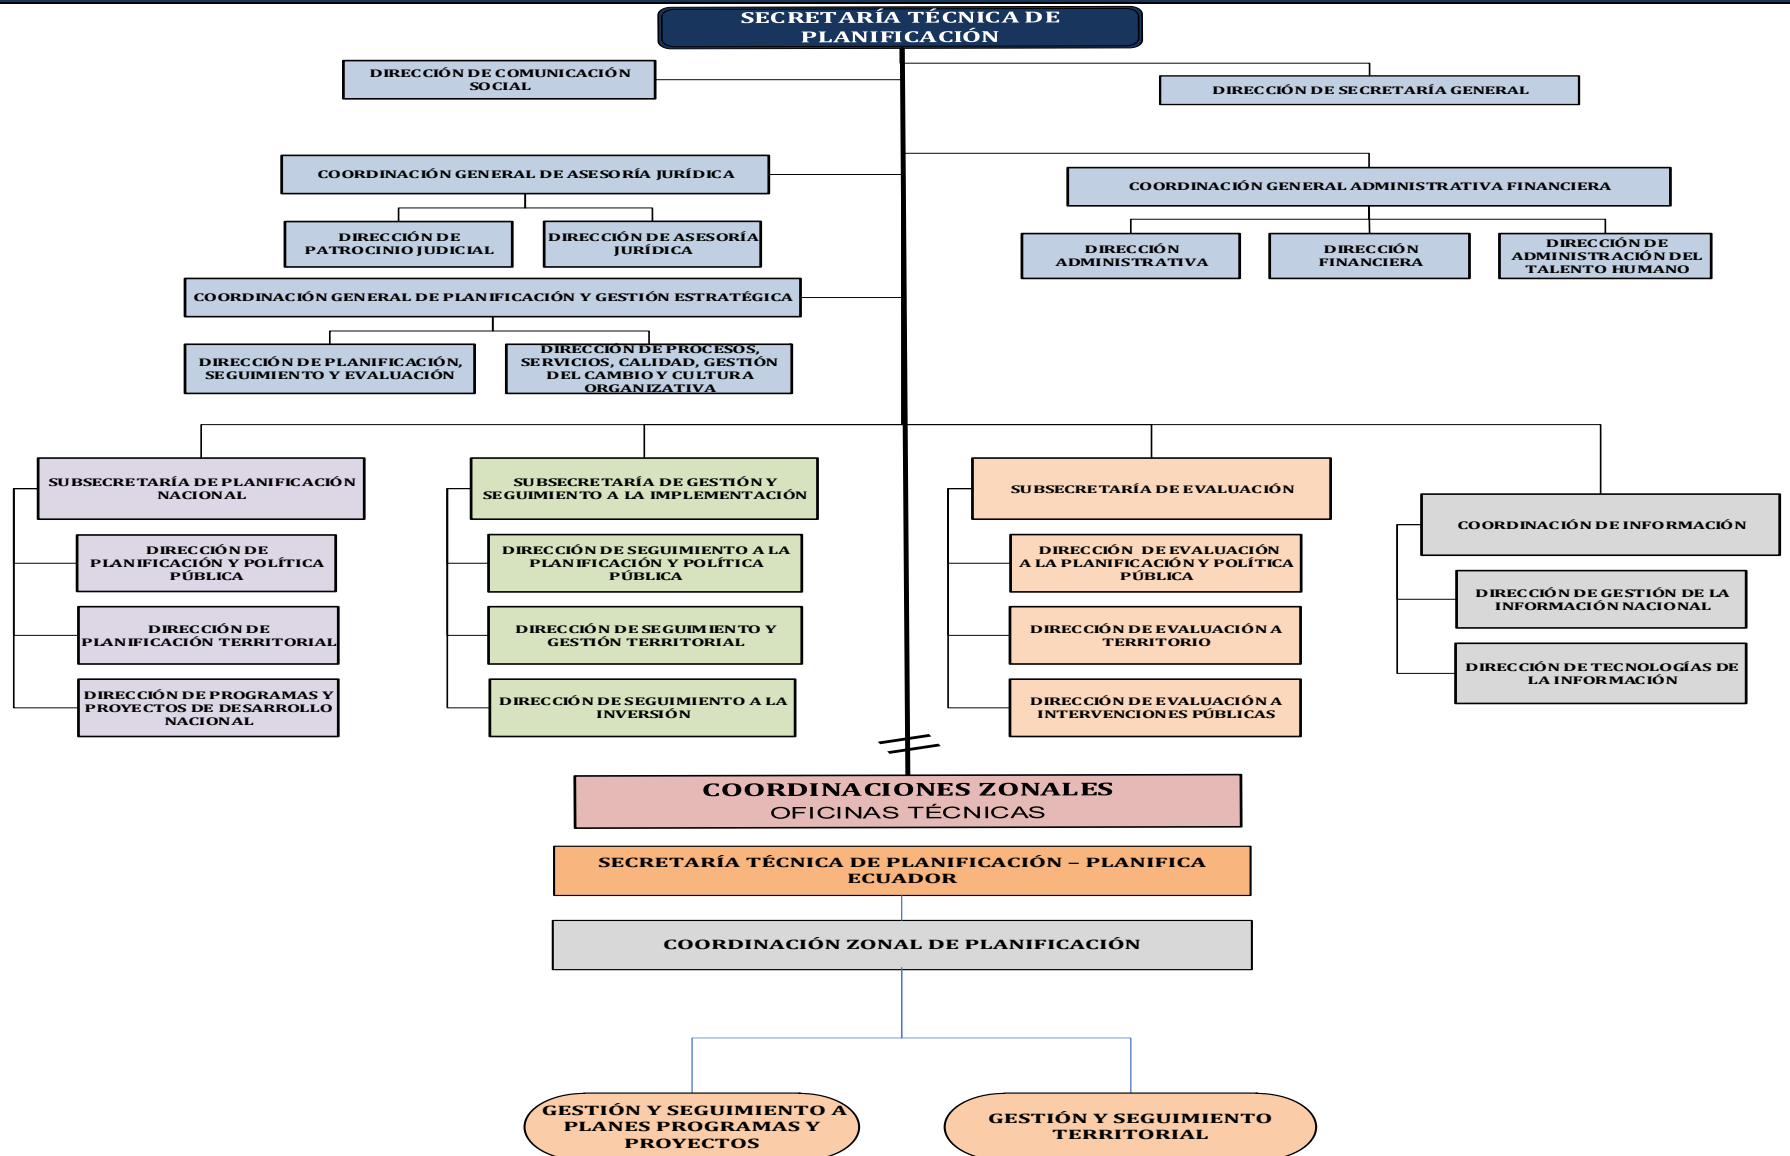 SECRETARÍA TÉCNICA DE
PLANIFICACIÓN
DIRECCIÓN DE COMUNICACIÓN
SOCIAL
DIRECCIÓN DE SECRETARÍA GENERAL
COORDINACIÓN GENERAL DE ASESORÍA JURÍDICA
COORDINACIÓN GENERAL ADMINISTRATIVA FINANCIERA
DIRECCIÓN DE
PATROCINIO JUDICIAL
DIRECCIÓN DE ASESORÍA
JURÍDICA
DIRECCIÓN
ADMINISTRATIVA
DIRECCIÓN
FINANCIERA
DIRECCIÓN DE
ADMINISTRACIÓN DEL
TALENTO HUMANO
COORDINACIÓN GENERAL DE PLANIFICACIÓN Y GESTIÓN ESTRATÉGICA
DIRECCIÓN DE PLANIFICACIÓN,
SEGUIMIENTO Y EVALUACIÓN
DIRECCIÓN DE PROCESOS,
SERVICIOS, CALIDAD, GESTIÓN
DEL CAMBIO Y CULTURA
ORGANIZATIVA
SUBSECRETARÍA DE PLANIFICACIÓN
NACIONAL
DIRECCIÓN DE
PLANIFICACIÓN Y POLÍTICA
PÚBLICA
DIRECCIÓN DE
PLANIFICACIÓN TERRITORIAL
DIRECCIÓN DE PROGRAMAS Y
PROYECTOS DE DESARROLLO
NACIONAL
SUBSECRETARÍA DE GESTIÓN Y
SEGUIMIENTO A LA IMPLEMENTACIÓN
DIRECCIÓN DE SEGUIMIENTO A LA
PLANIFICACIÓN Y POLÍTICA
PÚBLICA
DIRECCIÓN DE SEGUIMIENTO Y
GESTIÓN TERRITORIAL
DIRECCIÓN DE SEGUIMIENTO A LA
INVERSIÓN
SUBSECRETARÍA DE EVALUACIÓN
DIRECCIÓN DE EVALUACIÓN
A LA PLANIFICACIÓN Y POLÍTICA
PÚBLICA
DIRECCIÓN DE EVALUACIÓN A
TERRITORIO
DIRECCIÓN DE EVALUACIÓN A
INTERVENCIONES PÚBLICAS
COORDINACIÓN DE INFORMACIÓN
DIRECCIÓN DE GESTIÓN DE LA
INFORMACIÓN NACIONAL
DIRECCIÓN DE TECNOLOGÍAS DE
LA INFORMACIÓN
COORDINACIONES ZONALES
OFICINAS TÉCNICAS
SECRETARÍA TÉCNICA DE PLANIFICACIÓN – PLANIFICA
ECUADOR
COORDINACIÓN ZONAL DE PLANIFICACIÓN
GESTIÓN Y SEGUIMIENTO A
PLANES PROGRAMAS Y
PROYECTOS
GESTIÓN Y SEGUIMIENTO
TERRITORIAL